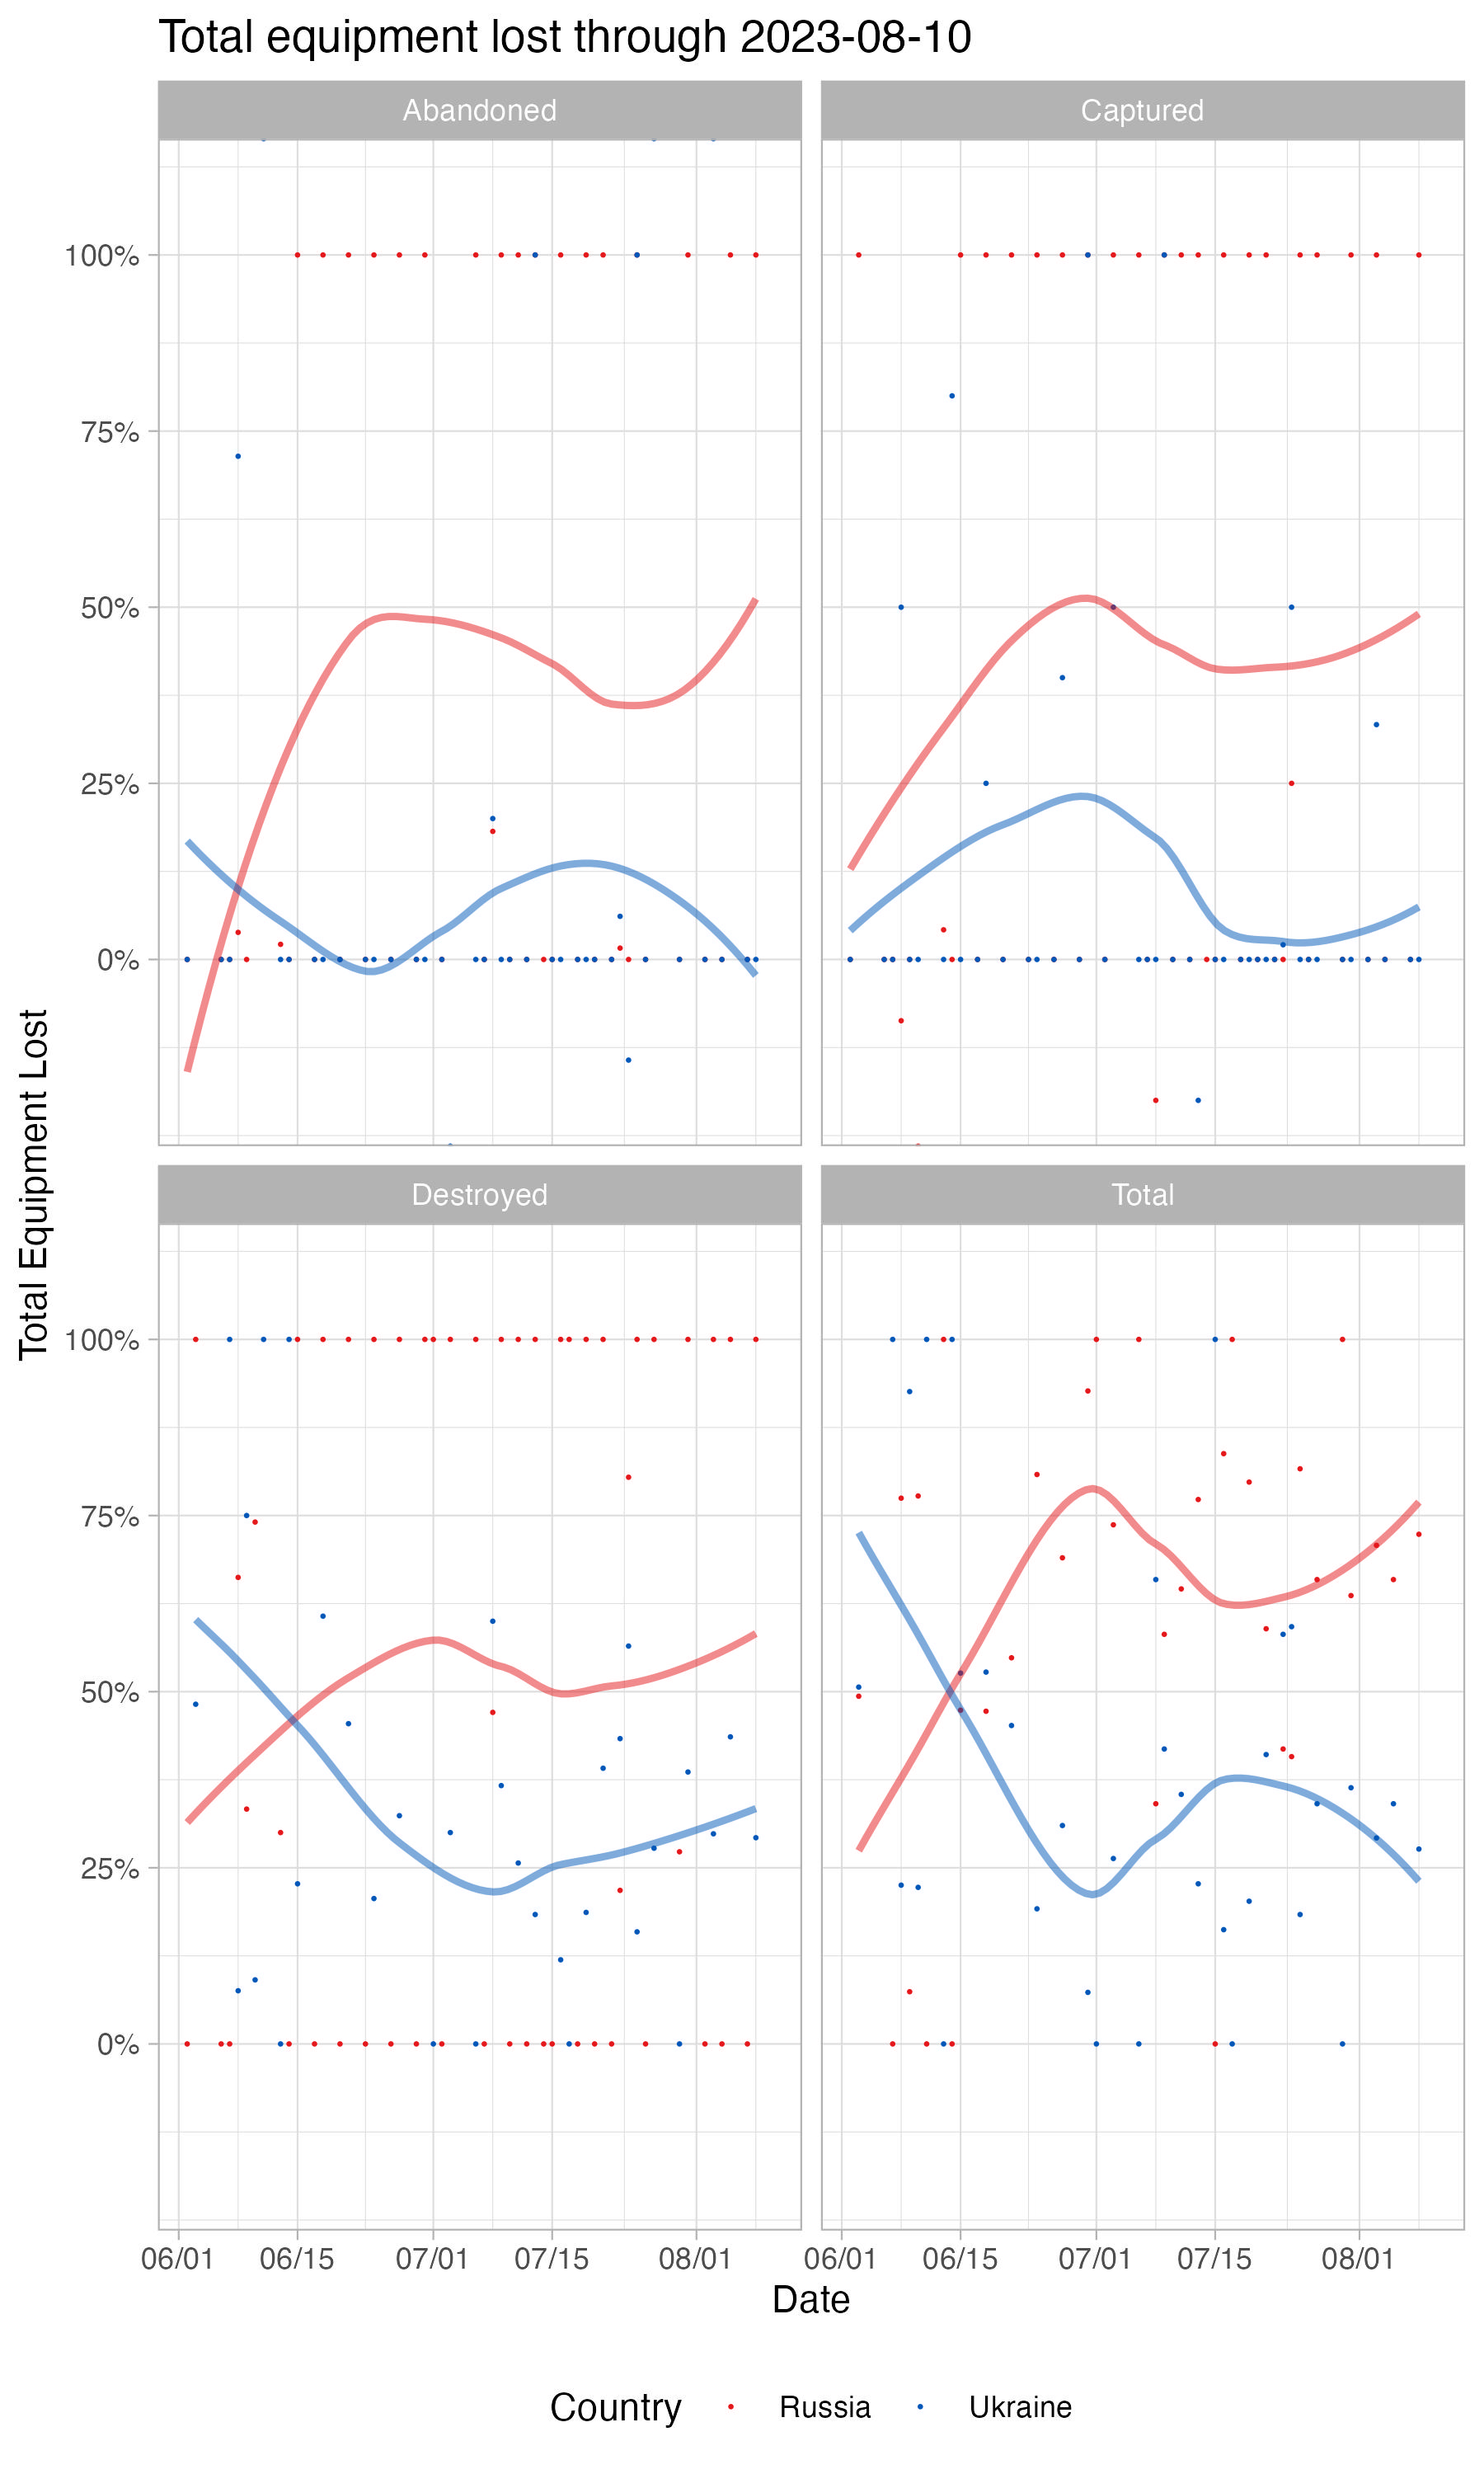 Total equipment lost through 2023-08-10
Abandoned
Captured
100%
75%
50%
25%
0%
Total Equipment Lost
Destroyed
Total
100%
75%
50%
25%
0%
06/01 06/15 07/01 07/15 08/01
06/01 06/15 07/01 07/15 08/01
Date
Country Russia Ukraine